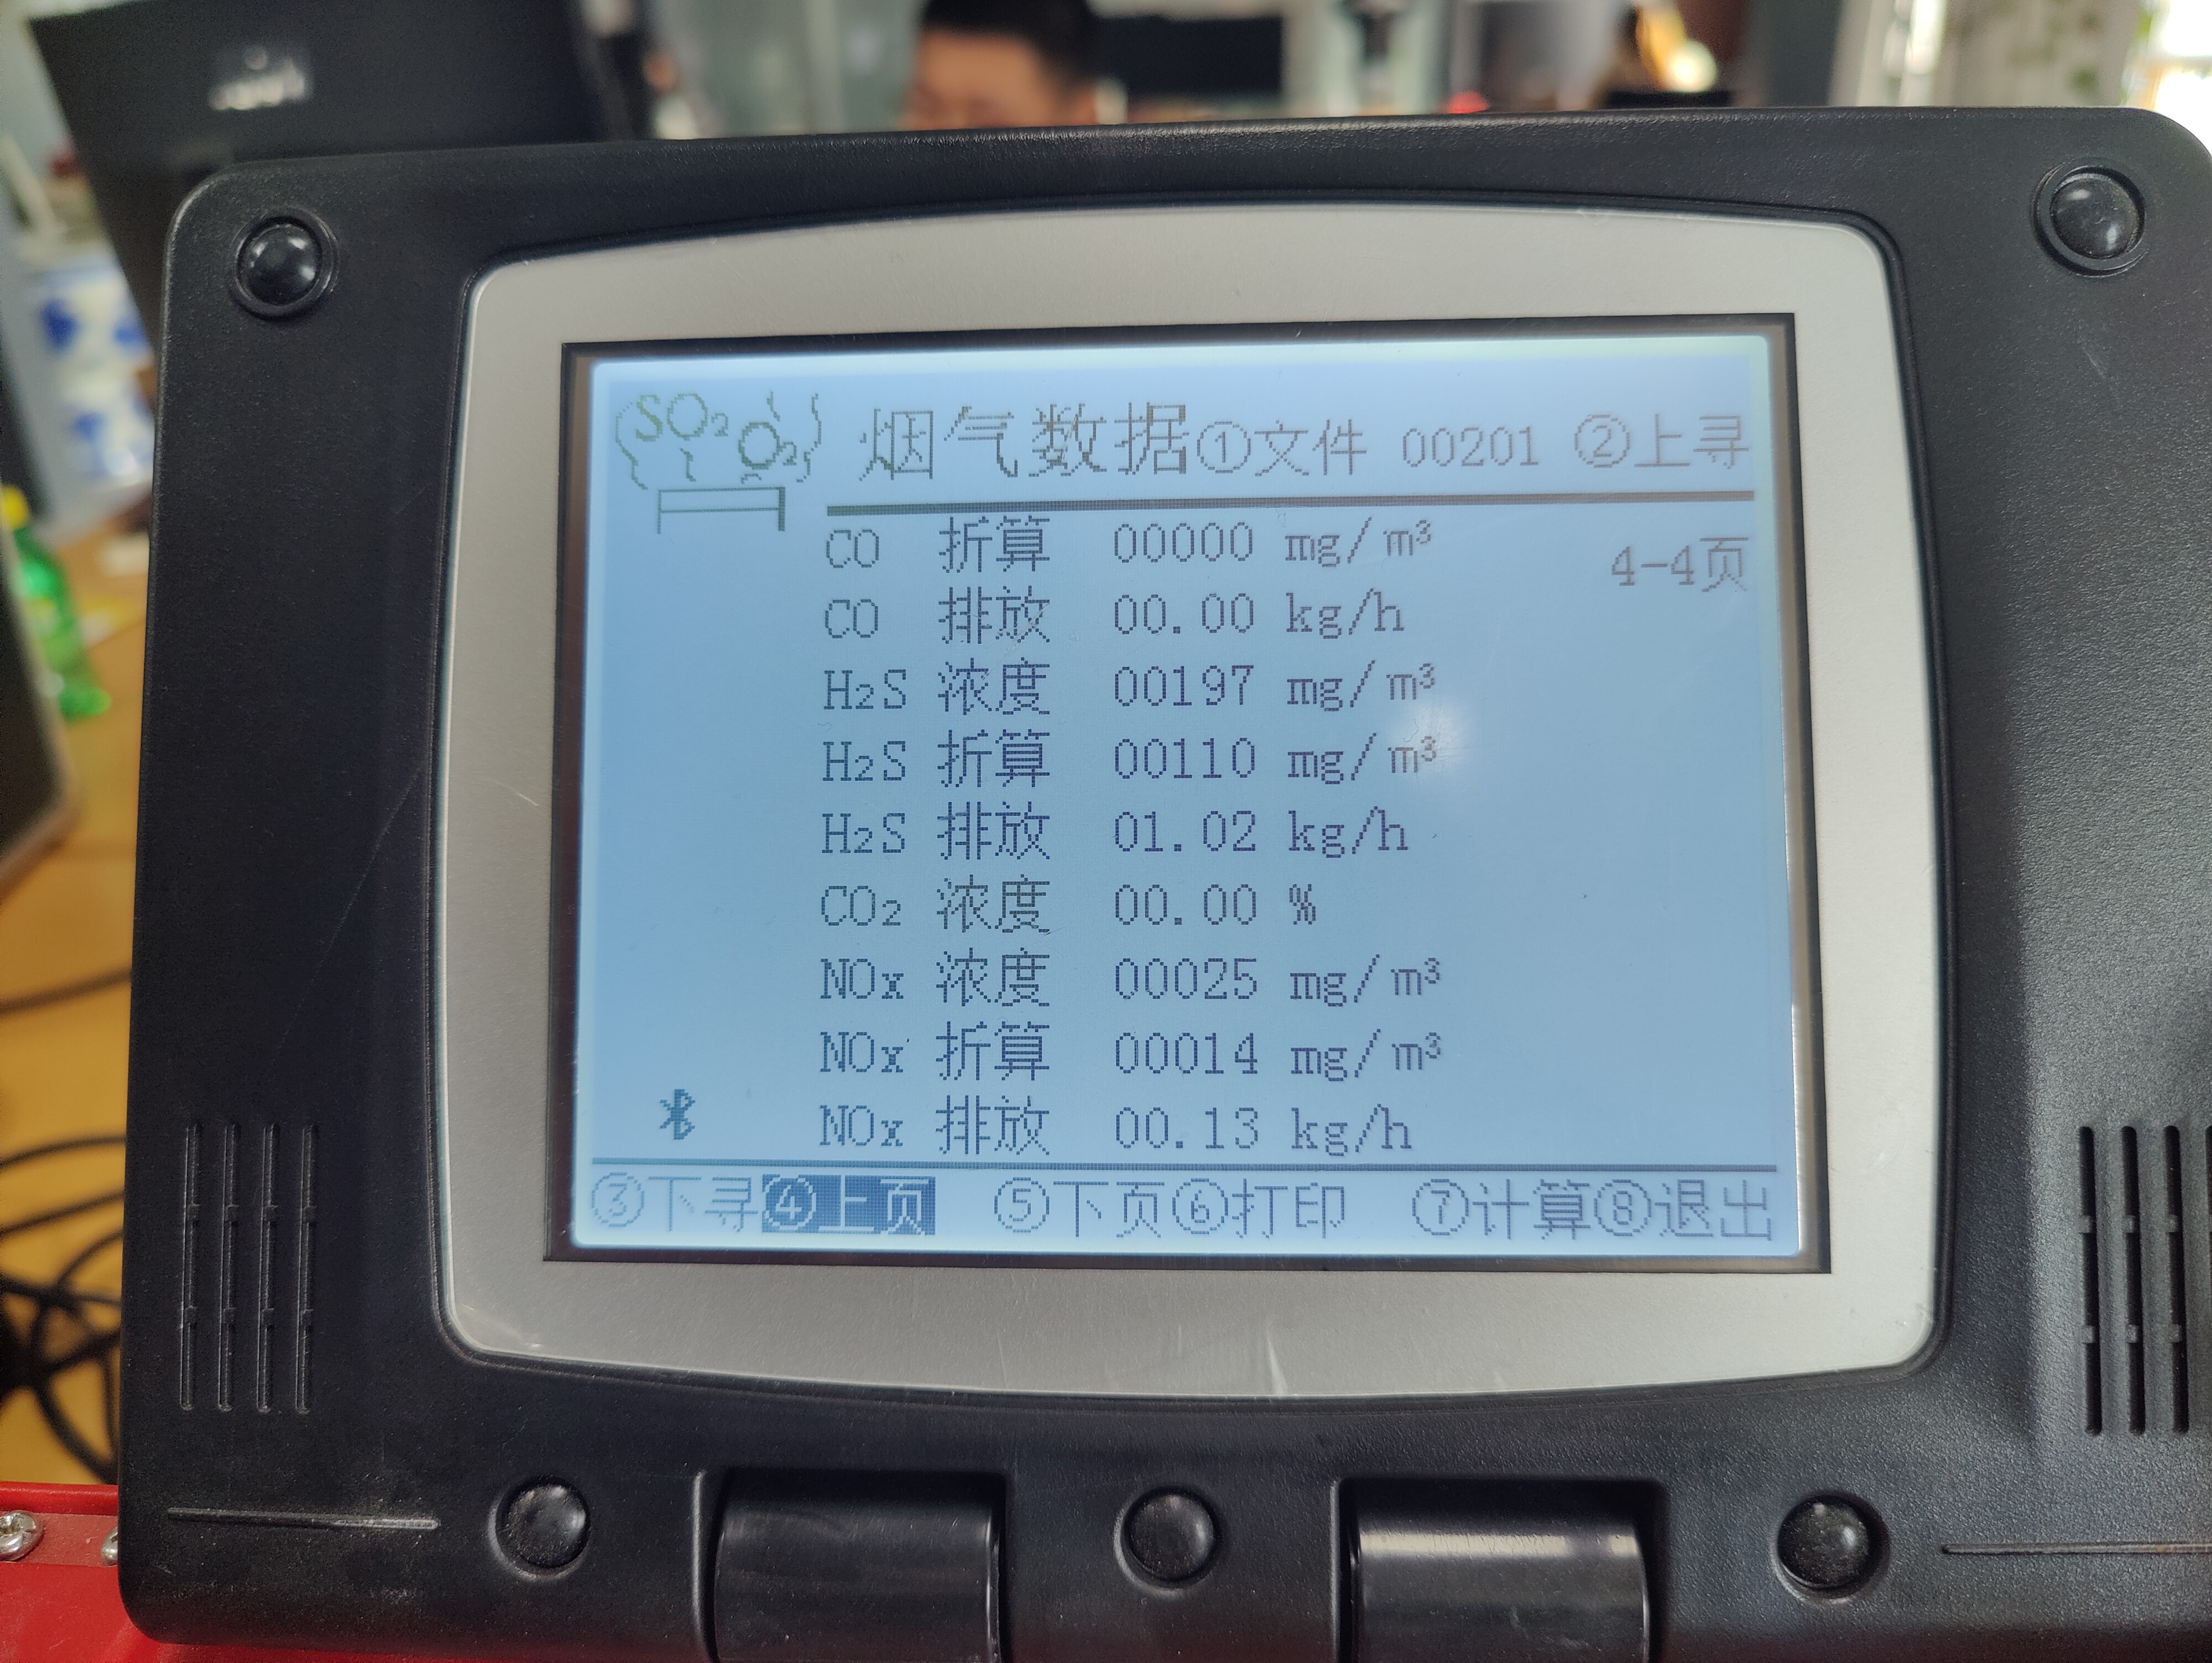 SO₂ O₂ 烟气数据 ①文件 00201 ②上寻
CO 折算 00000 mg/m³ 4-4页
CO 排放 00.00 kg/h
H₂S 浓度 00197 mg/m³
H₂S 折算 00110 mg/m³
H₂S 排放 01.02 kg/h
CO₂ 浓度 00.00 %
NOx 浓度 00025 mg/m³
NOx 折算 00014 mg/m³
NOx 排放 00.13 kg/h
③下寻 ④上页 ⑤下页 ⑥打印 ⑦计算 ⑧退出